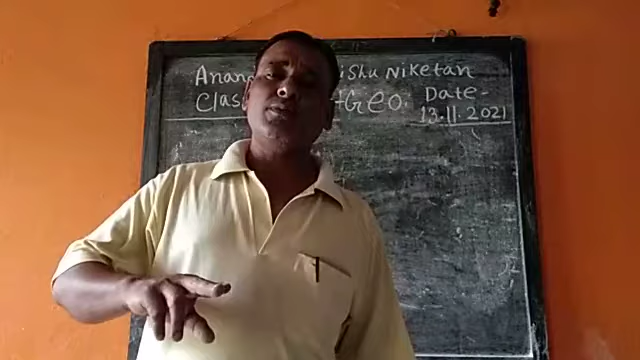 Anan ishu Niketan
Clas Geo. Date-
13.11.2021